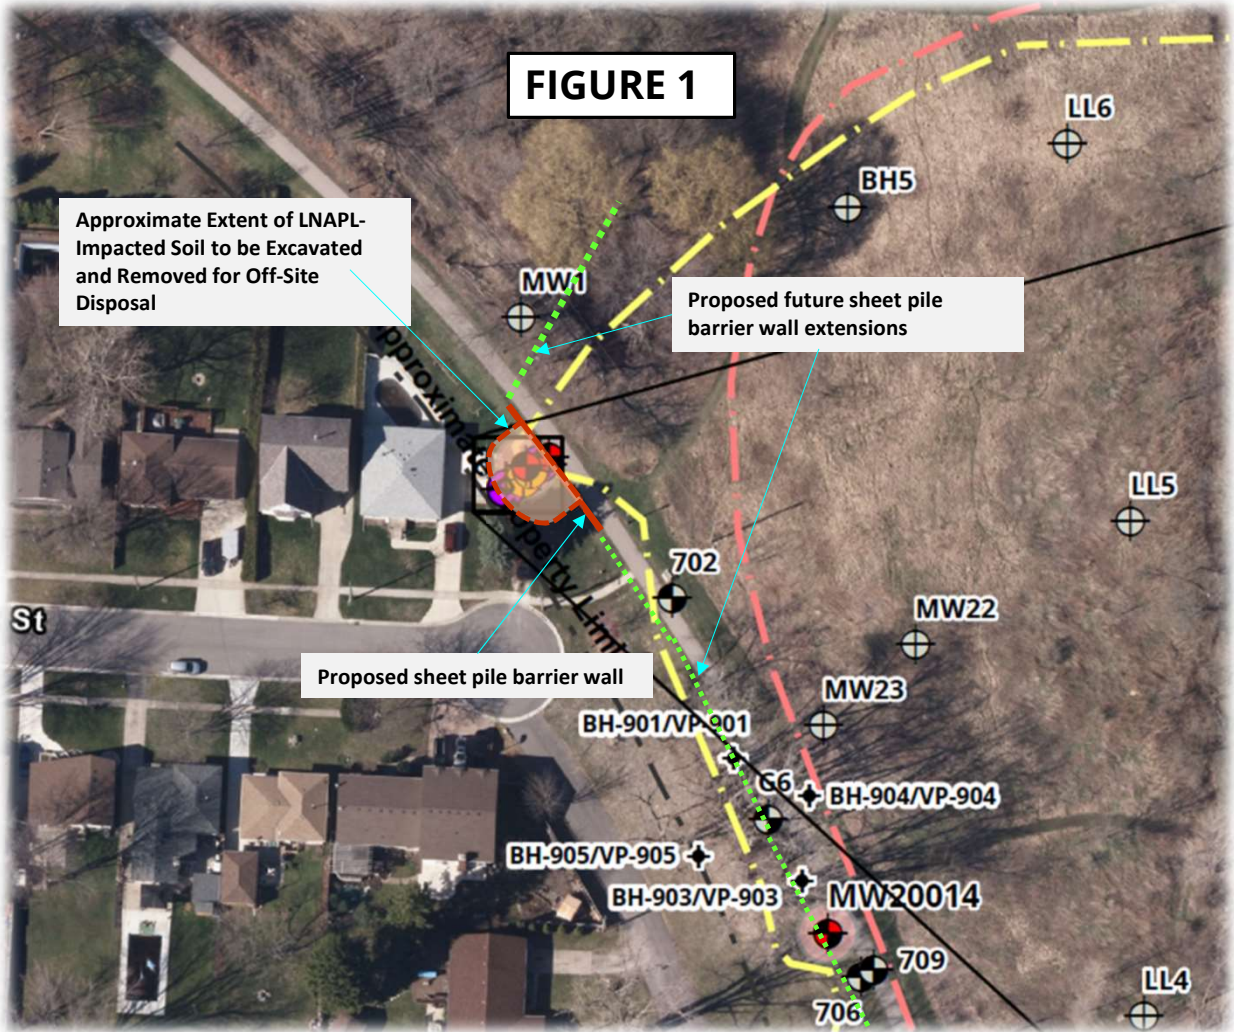 FIGURE 1
LL6
BH5
Approximate Extent of LNAPL-
Impacted Soil to be Excavated
and Removed for Off-Site
Disposal
MW1
Proposed future sheet pile
barrier wall extensions
LL5
702
MW22
St
Proposed sheet pile barrier wall
MW23
BH-901/VP-901
G6
BH-904/VP-904
BH-905/VP-905
BH-903/VP-903
MW20014
709
LL4
706